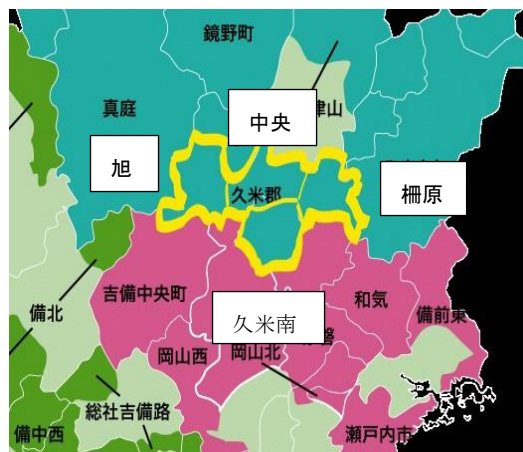 鏡野町
中央
津山
真庭
旭
久米郡
柵原
吉備中央町
和気
備北
備前東
久米南
磐
岡山西
岡山北
総社吉備路
備中西
瀬戸内市